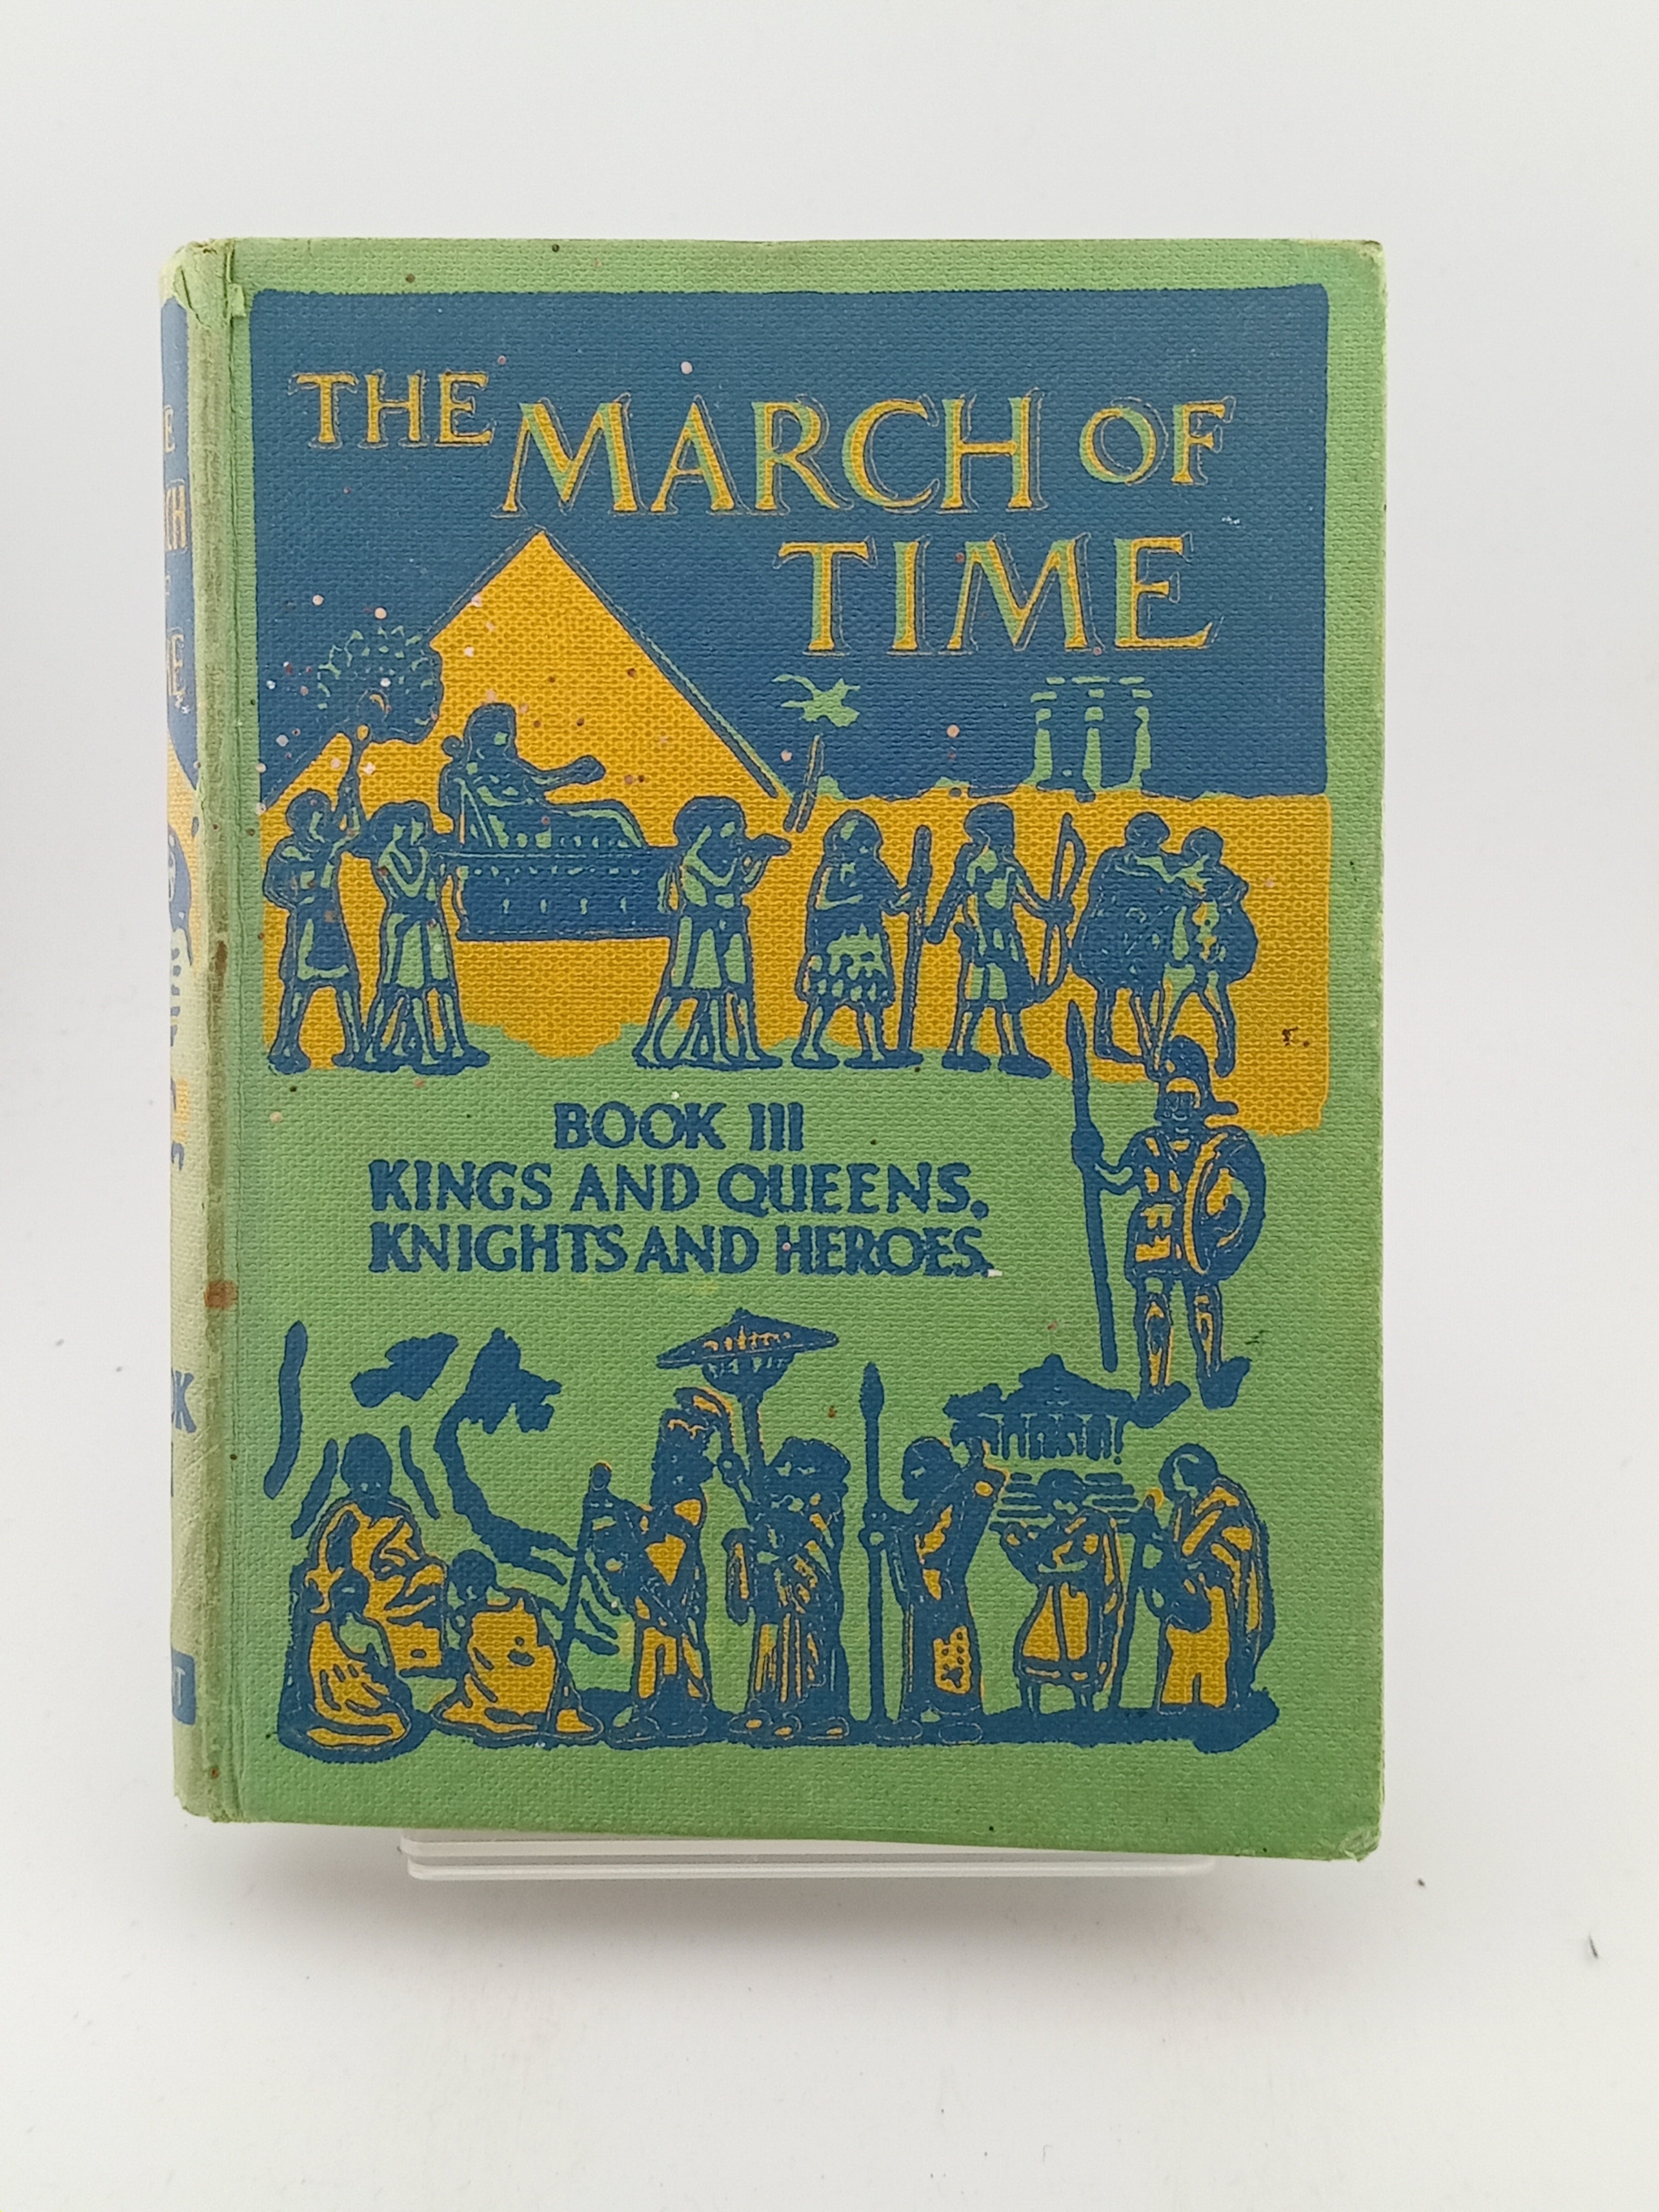 THE MARCH OF
TIME
BOOK III
KINGS AND QUEENS,
KNIGHTS AND HEROES.